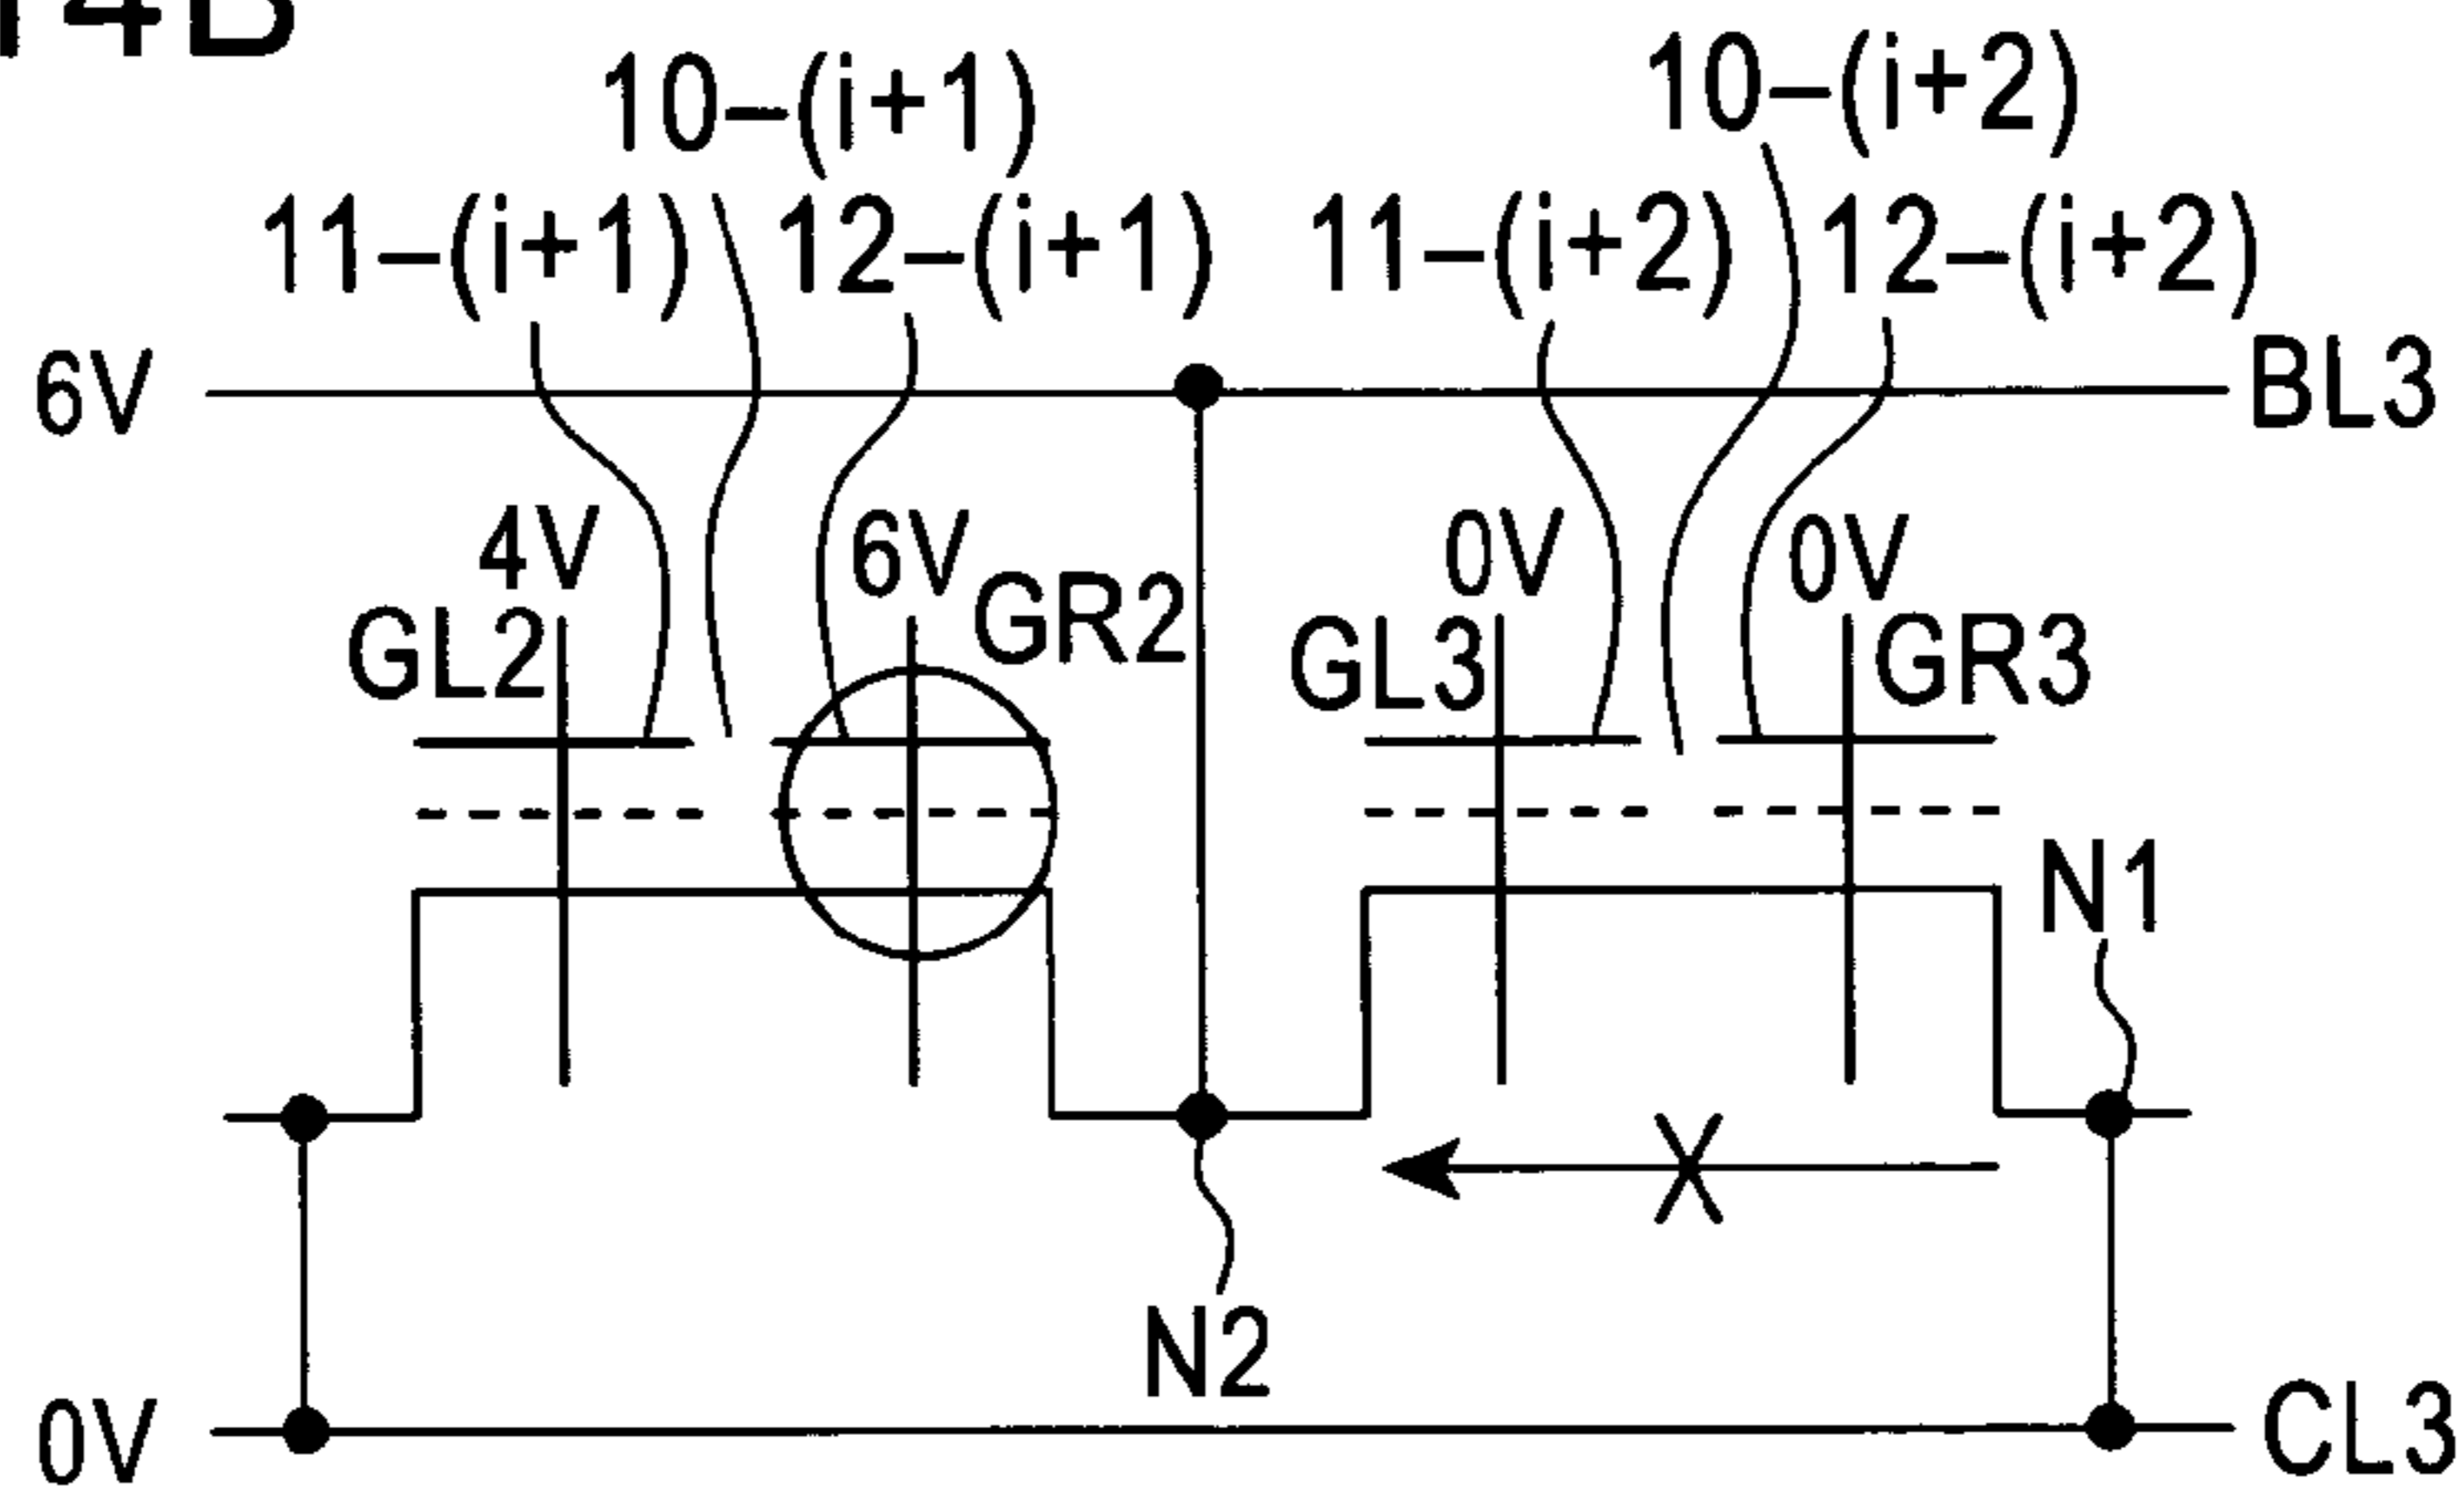 14B
10–(i+1)
10–(i+2)
11–(i+1)
12–(i+1)
11–(i+2)
12–(i+2)
6V
BL3
4V
6V
0V
0V
GL2
GR2
GL3
GR3
N1
X
N2
0V
CL3